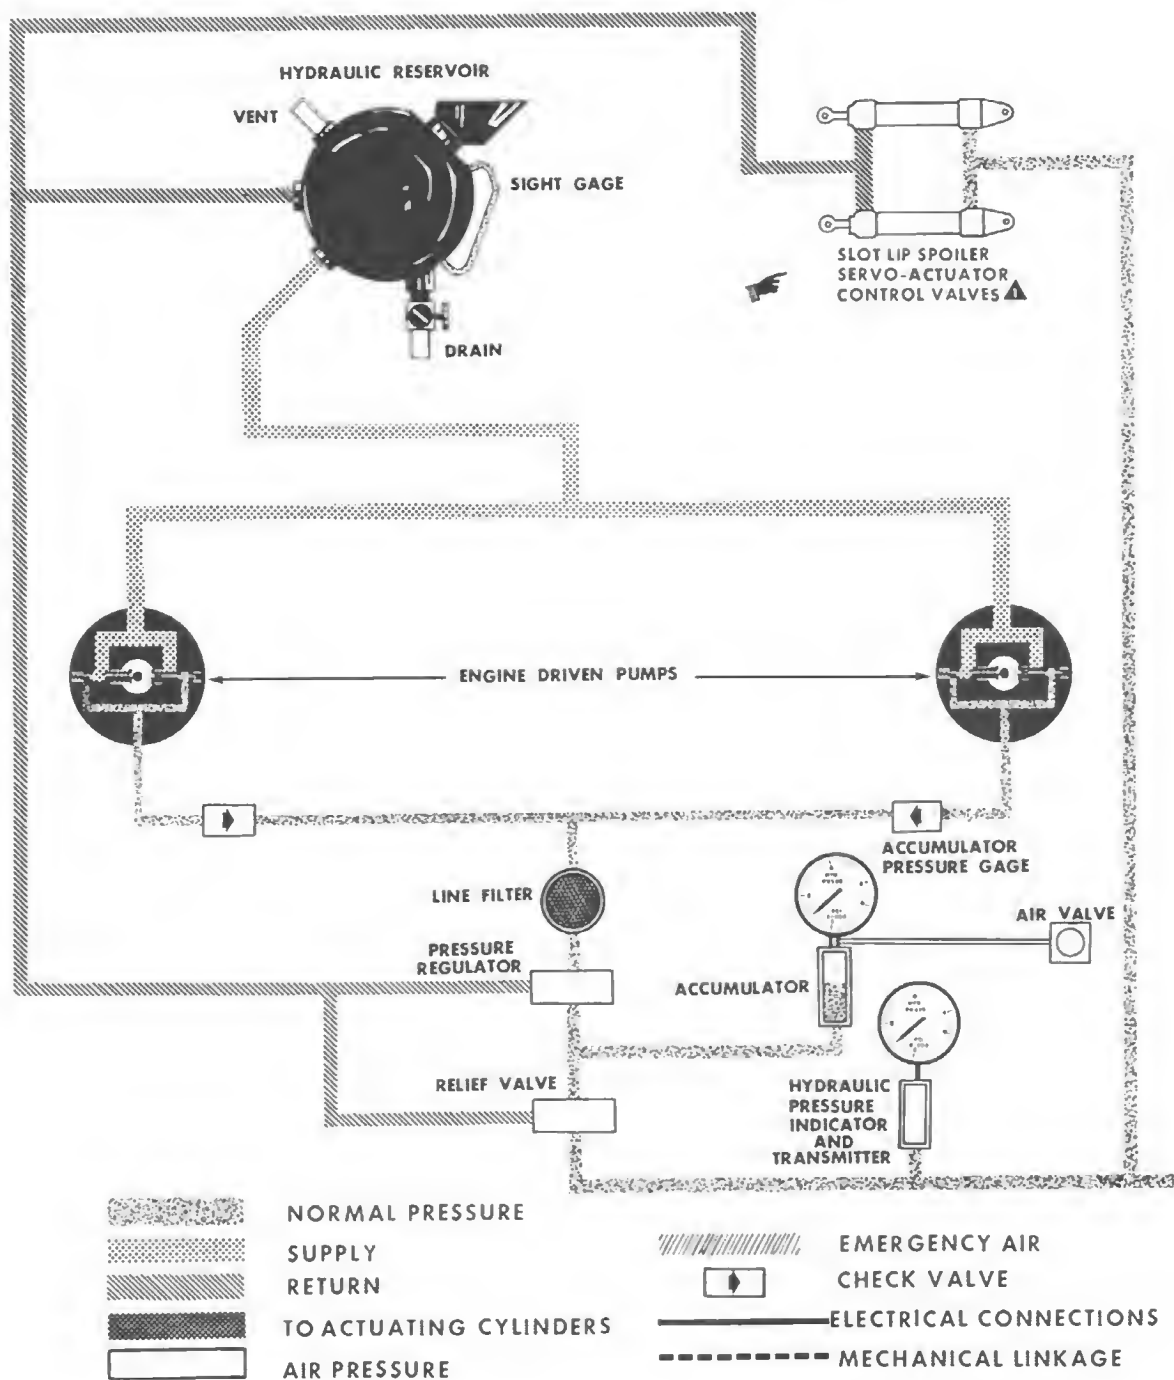 HYDRAULIC RESERVOIR
VENT
SIGHT GAGE
DRAIN
SLOT LIP SPOILER
SERVO-ACTUATOR
CONTROL VALVES 1
ENGINE DRIVEN PUMPS
ACCUMULATOR
PRESSURE GAGE
LINE FILTER
AIR VALVE
PRESSURE
REGULATOR
ACCUMULATOR
RELIEF VALVE
HYDRAULIC
PRESSURE
INDICATOR
AND
TRANSMITTER
NORMAL PRESSURE
SUPPLY
RETURN
TO ACTUATING CYLINDERS
AIR PRESSURE
EMERGENCY AIR
CHECK VALVE
ELECTRICAL CONNECTIONS
MECHANICAL LINKAGE